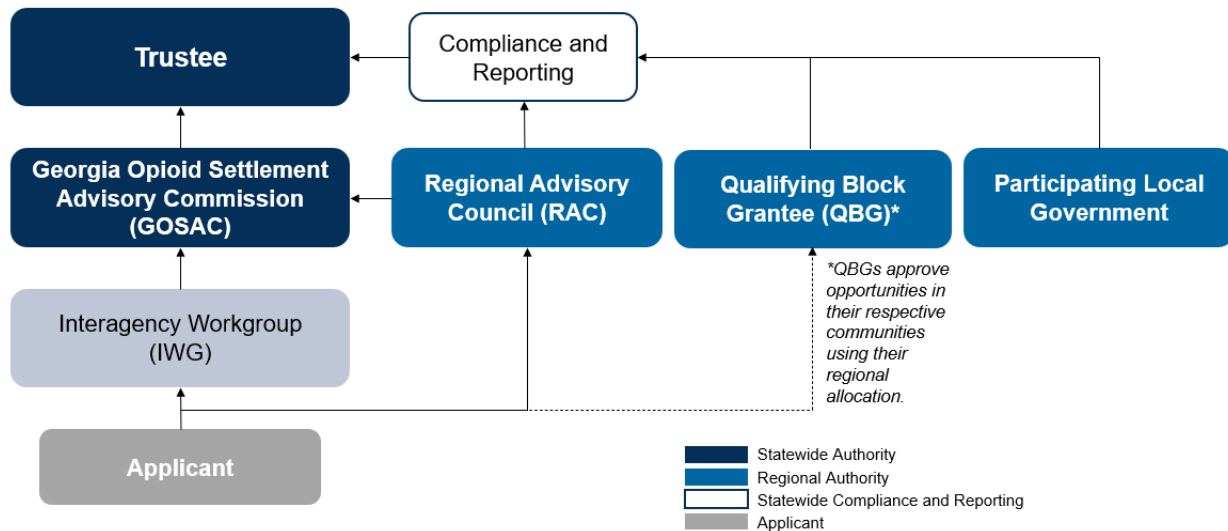 Trustee
Compliance and
Reporting
Georgia Opioid Settlement
Advisory Commission
(GOSAC)
Regional Advisory
Council (RAC)
Qualifying Block
Grantee (QBG)*
Participating Local
Government
*QBGs approve
opportunities in
their respective
communities
using their
regional
allocation.
Interagency Workgroup
(IWG)
Applicant
Statewide Authority
Regional Authority
Statewide Compliance and Reporting
Applicant